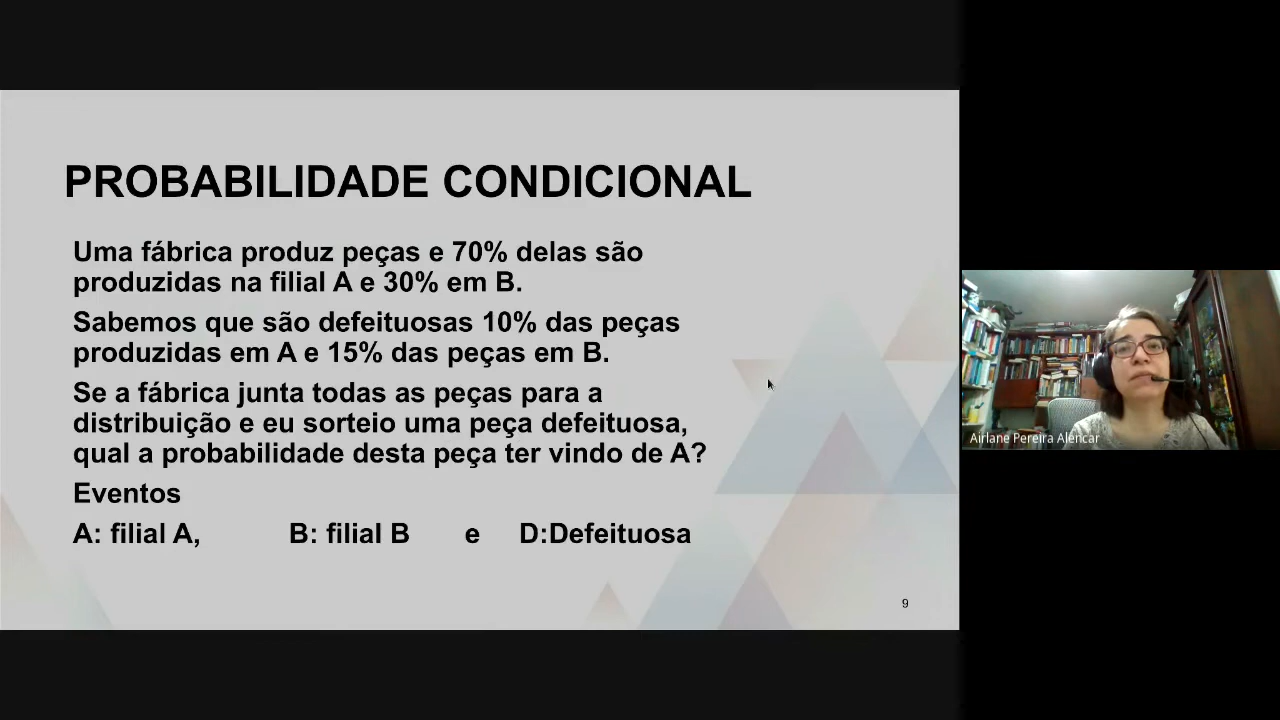 PROBABILIDADE CONDICIONAL
Uma fábrica produz peças e 70% delas são
produzidas na filial A e 30% em B.
Sabemos que são defeituosas 10% das peças
produzidas em A e 15% das peças em B.
Se a fábrica junta todas as peças para a
distribuição e eu sorteio uma peça defeituosa,
qual a probabilidade desta peça ter vindo de A?
Eventos
A: filial A, B: filial B e D:Defeituosa
9
Airlane Pereira Alencar